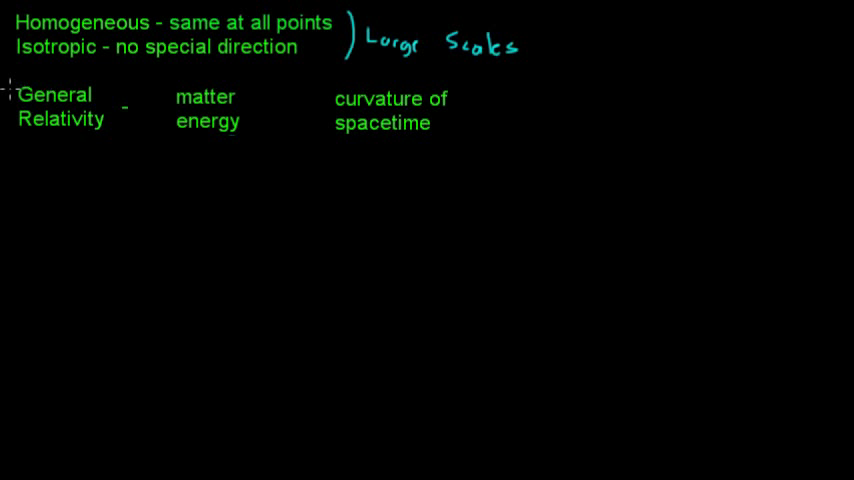 Homogeneous - same at all points
Isotropic - no special direction
) Large Scales
General Relativity -
matter energy
curvature of spacetime